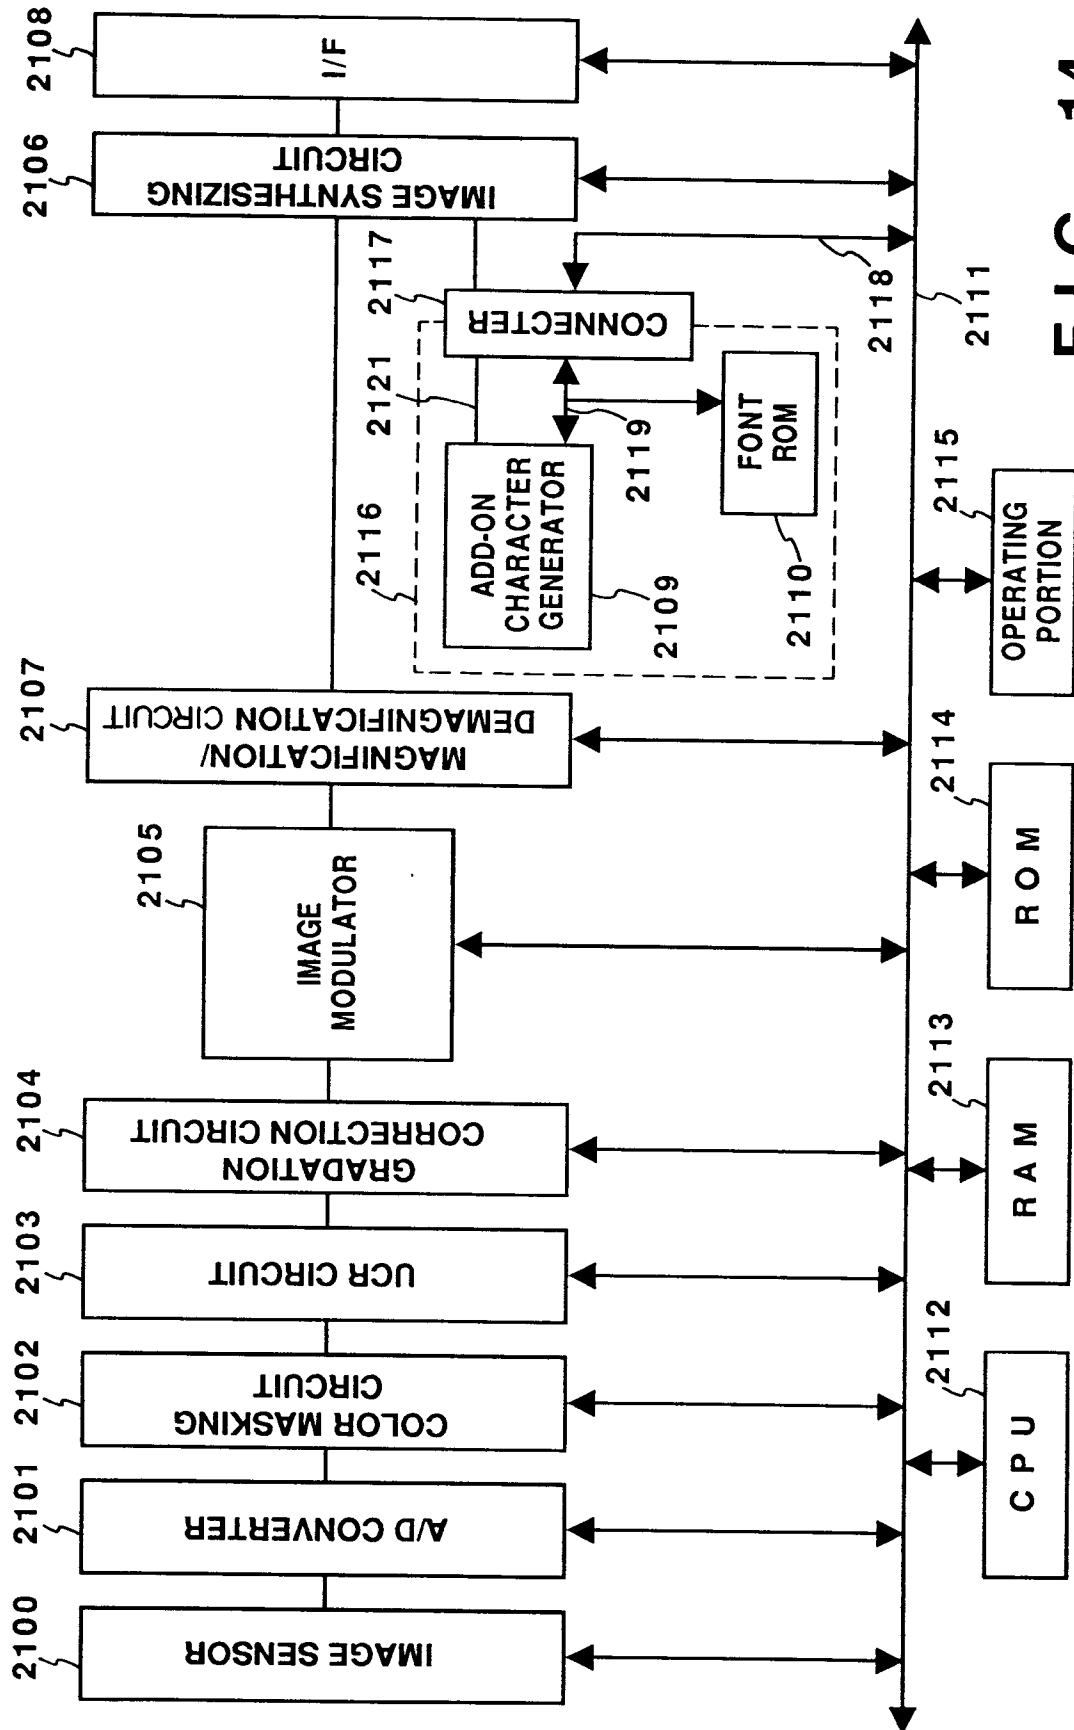 2100
IMAGE SENSOR
2101
A/D CONVERTER
2102
COLOR MASKING
CIRCUIT
2103
UCR CIRCUIT
2104
GRADATION
CORRECTION CIRCUIT
2105
IMAGE
MODULATOR
2107
MAGNIFICATION/
DEMAGNIFICATION CIRCUIT
2116
2121
2117
ADD-ON
CHARACTER
GENERATOR
2109
2119
CONNECTER
FONT
ROM
2110
2106
IMAGE SYNTHESIZING
CIRCUIT
2108
I/F
2118
2111
2112
CPU
2113
RAM
2114
ROM
2115
OPERATING
PORTION